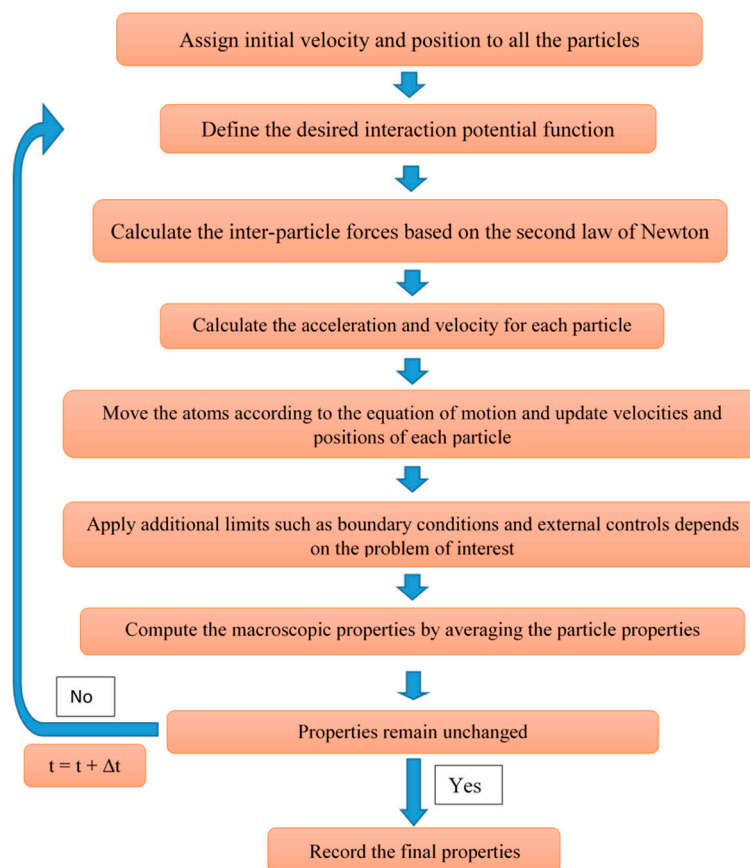 Assign initial velocity and position to all the particles
Define the desired interaction potential function
Calculate the inter-particle forces based on the second law of Newton
Calculate the acceleration and velocity for each particle
Move the atoms according to the equation of motion and update velocities and
positions of each particle
Apply additional limits such as boundary conditions and external controls depends
on the problem of interest
Compute the macroscopic properties by averaging the particle properties
No
Properties remain unchanged
t = t + Δt
Yes
Record the final properties